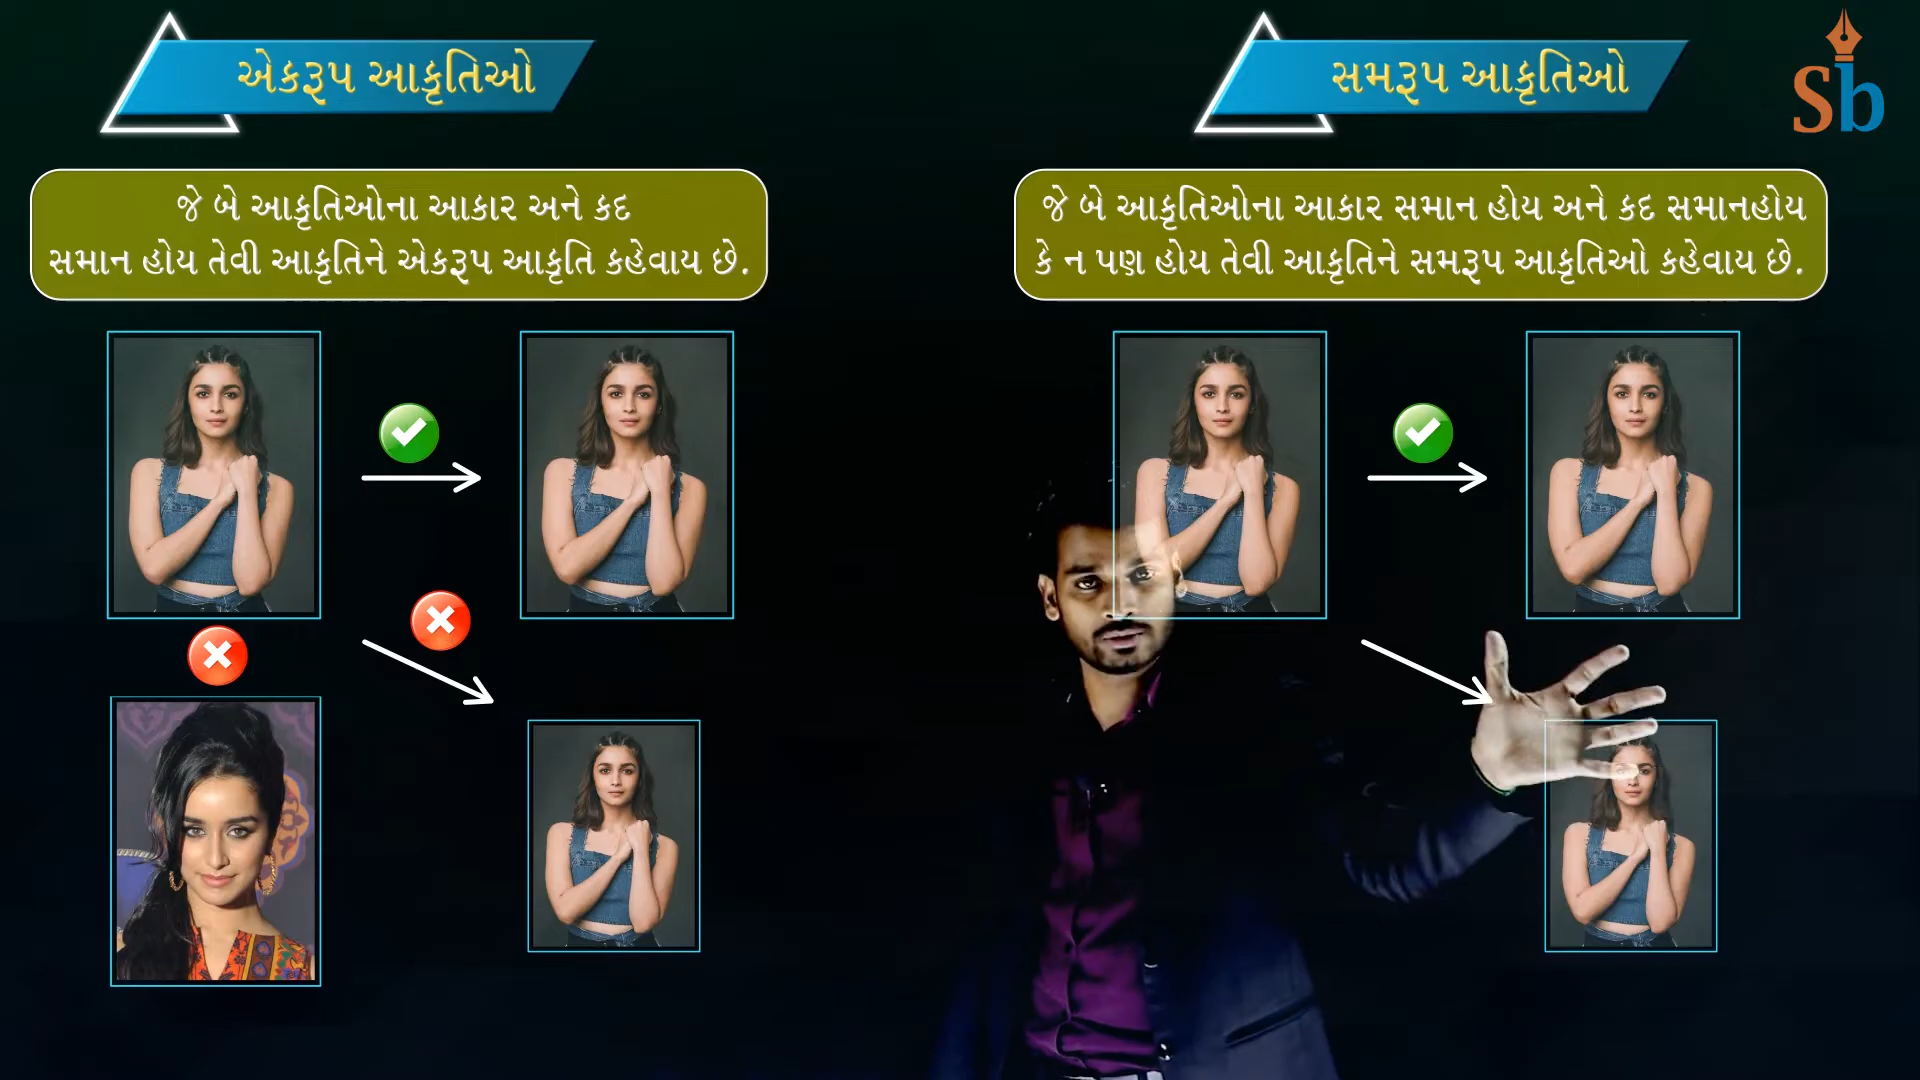 એકરૂપ આકૃતિઓ
જે બે આકૃતિઓના આકાર અને કદ
સમાન હોય તેવી આકૃતિને એકરૂપ આકૃતિ કહેવાય છે.
સમરૂપ આકૃતિઓ
જે બે આકૃતિઓના આકાર સમાન હોય અને કદ સમાનહોય
કે ન પણ હોય તેવી આકૃતિને સમરૂપ આકૃતિઓ કહેવાય છે.
Sb